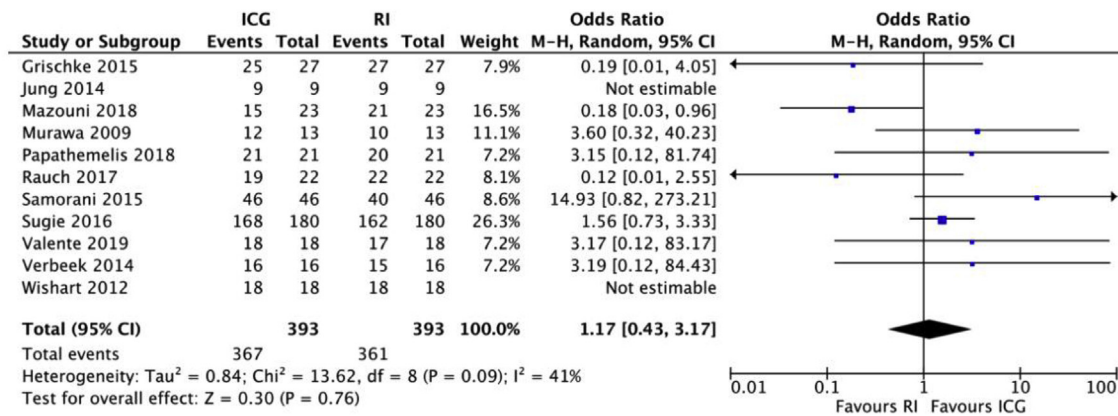 ICG RI Odds Ratio Odds Ratio
Study or Subgroup Events Total Events Total Weight M-H, Random, 95% CI M-H, Random, 95% CI
Grischke 2015 25 27 27 27 7.9% 0.19 [0.01, 4.05]
Jung 2014 9 9 9 9 Not estimable
Mazouni 2018 15 23 21 23 16.5% 0.18 [0.03, 0.96]
Murawa 2009 12 13 10 13 11.1% 3.60 [0.32, 40.23]
Papathemelis 2018 21 21 20 21 7.2% 3.15 [0.12, 81.74]
Rauch 2017 19 22 22 22 8.1% 0.12 [0.01, 2.55]
Samorani 2015 46 46 40 46 8.6% 14.93 [0.82, 273.21]
Sugie 2016 168 180 162 180 26.3% 1.56 [0.73, 3.33]
Valente 2019 18 18 17 18 7.2% 3.17 [0.12, 83.17]
Verbeek 2014 16 16 15 16 7.2% 3.19 [0.12, 84.43]
Wishart 2012 18 18 18 18 Not estimable
Total (95% CI) 393 393 100.0% 1.17 [0.43, 3.17]
Total events 367 361
Heterogeneity: Tau² = 0.84; Chi² = 13.62, df = 8 (P = 0.09); I² = 41%
Test for overall effect: Z = 0.30 (P = 0.76)
0.01 0.1 1 10 100
Favours RI Favours ICG